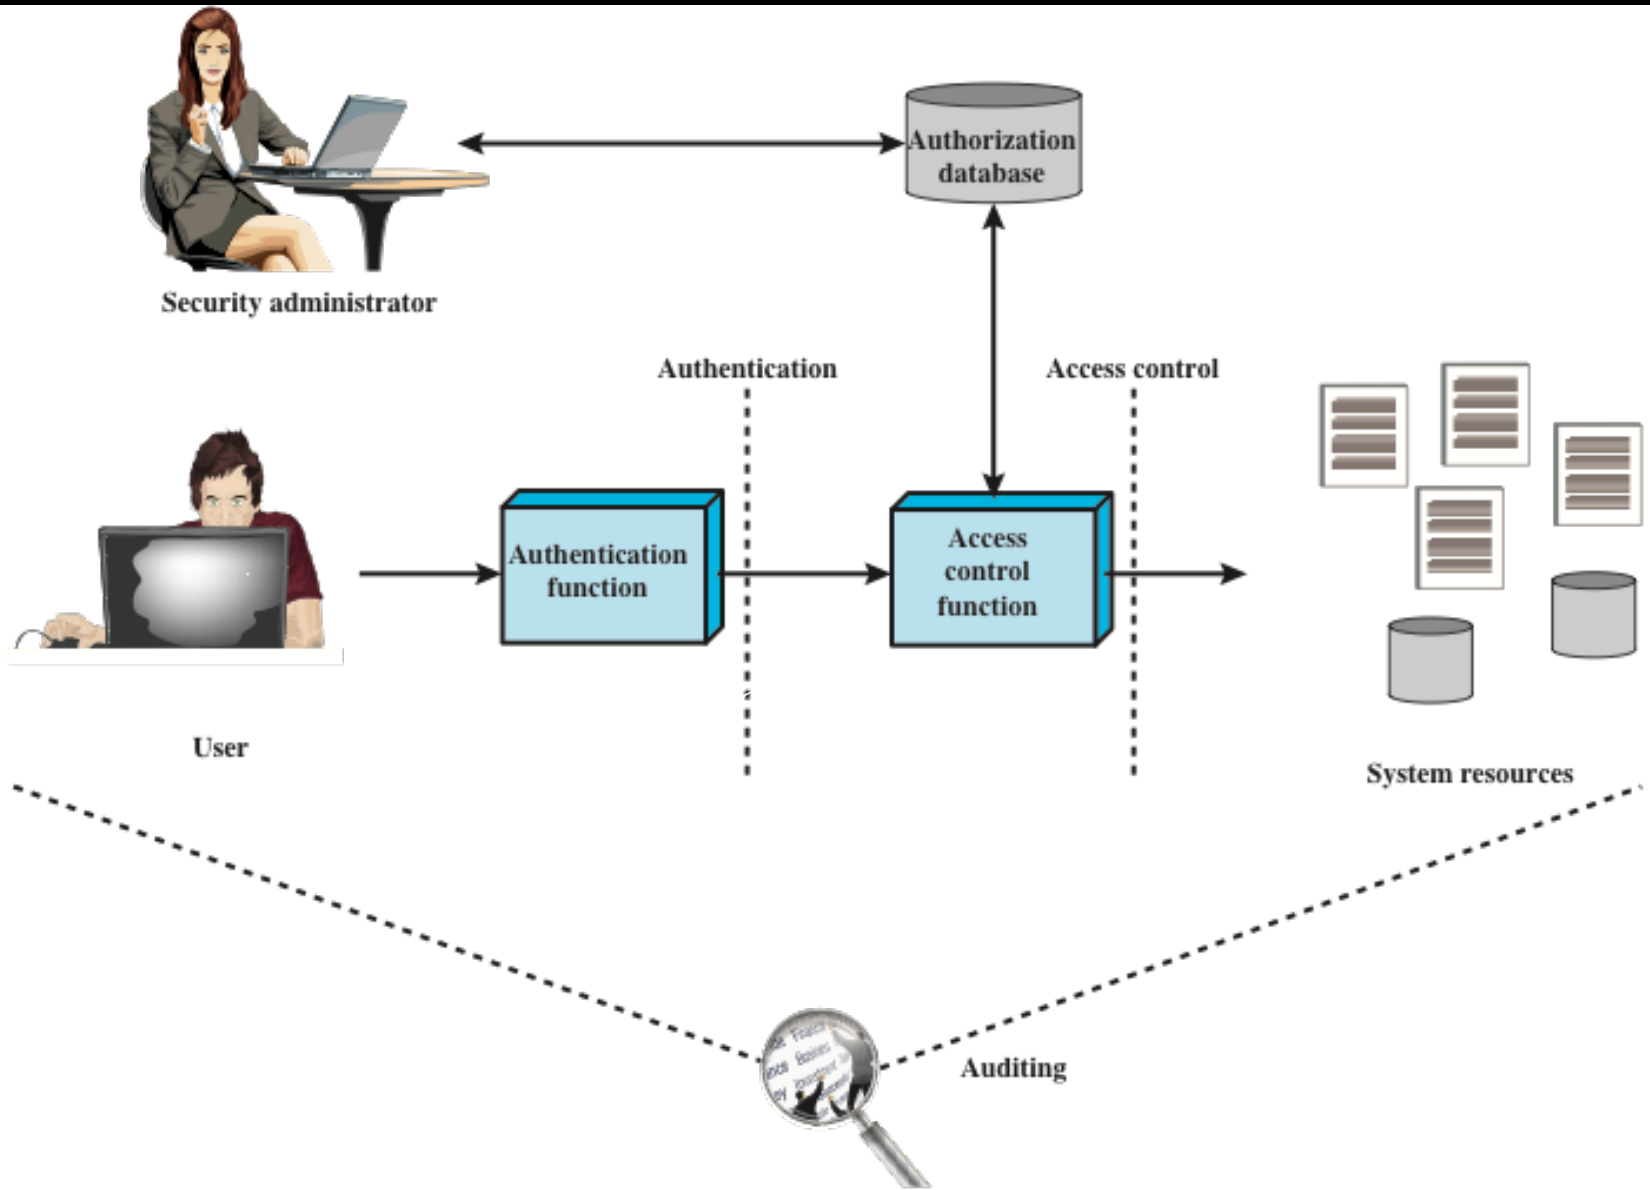 Authorization
database
Security administrator
Authentication
Access control
Authentication
function
Access
control
function
User
System resources
Auditing